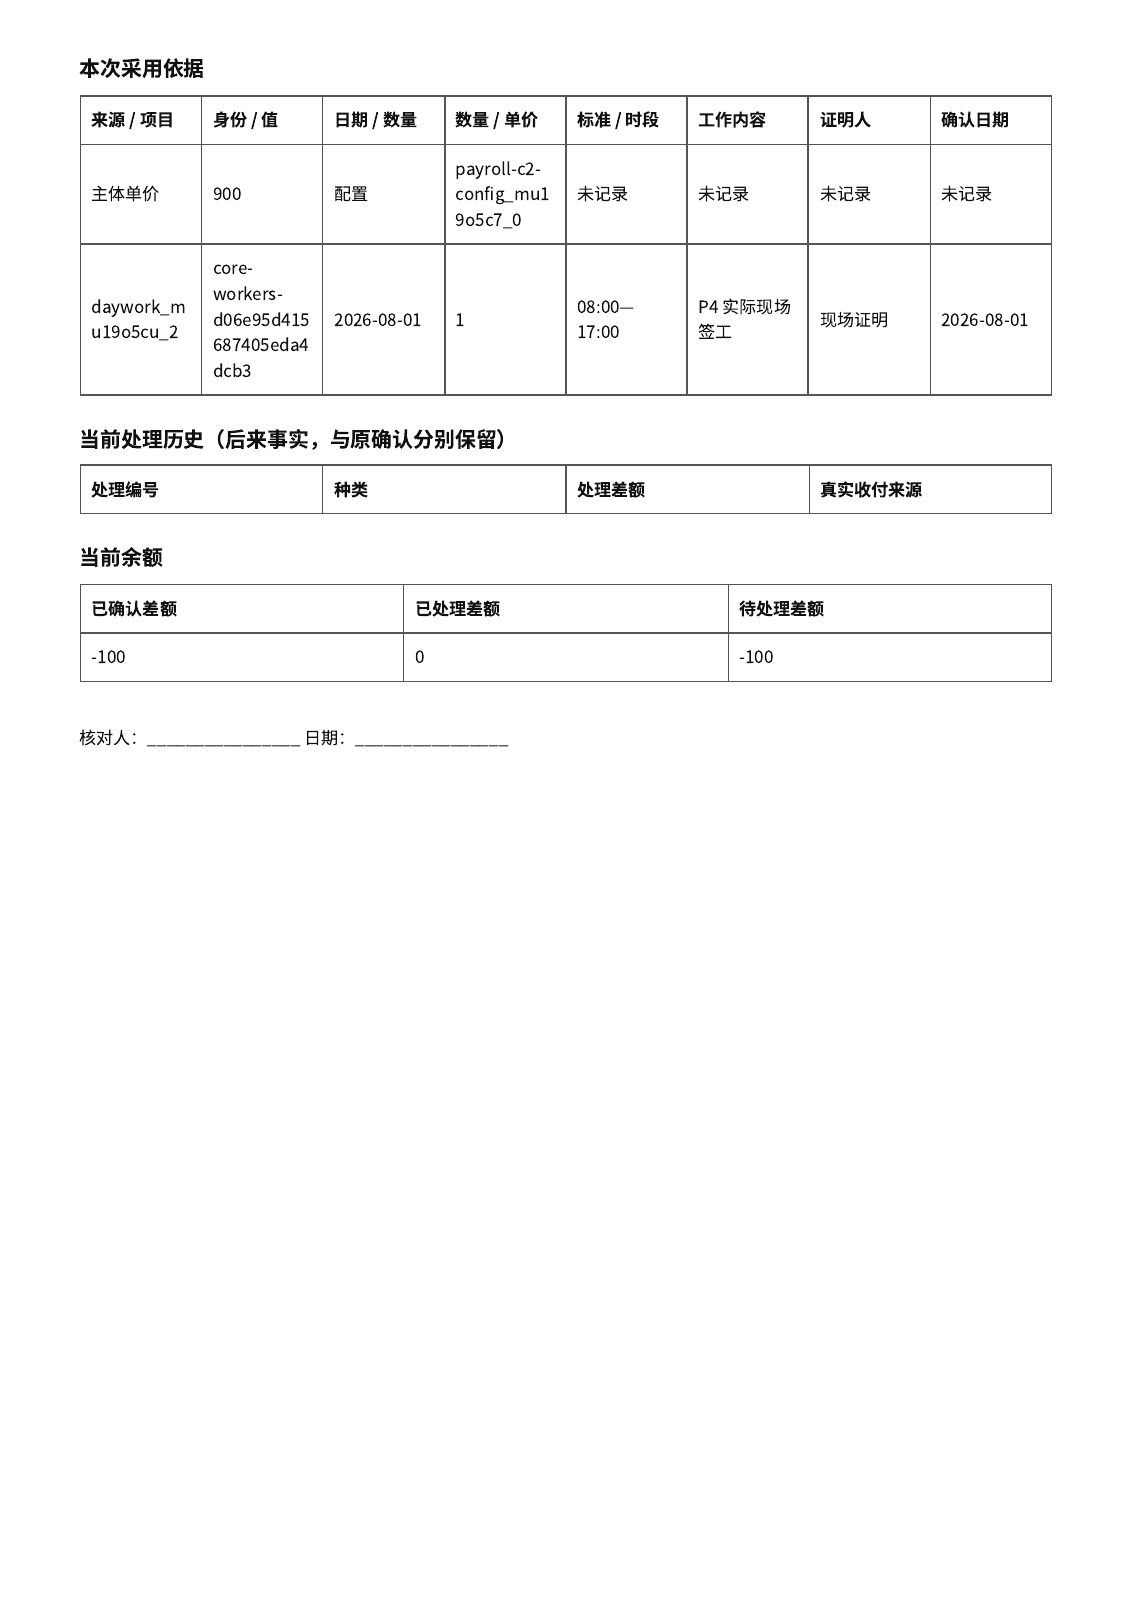 本次采用依据
来源 / 项目 身份 / 值 日期 / 数量 数量 / 单价 标准 / 时段 工作内容 证明人 确认日期
主体单价 900 配置 payroll-c2-config_mu19o5c7_0 未记录 未记录 未记录 未记录
daywork_mu19o5cu_2 core-workers-d06e95d415687405eda4dcb3 2026-08-01 1 08:00—17:00 P4 实际现场签工 现场证明 2026-08-01
当前处理历史（后来事实，与原确认分别保留）
处理编号 种类 处理差额 真实收付来源
当前余额
已确认差额 已处理差额 待处理差额
-100 0 -100
核对人：________________ 日期：________________